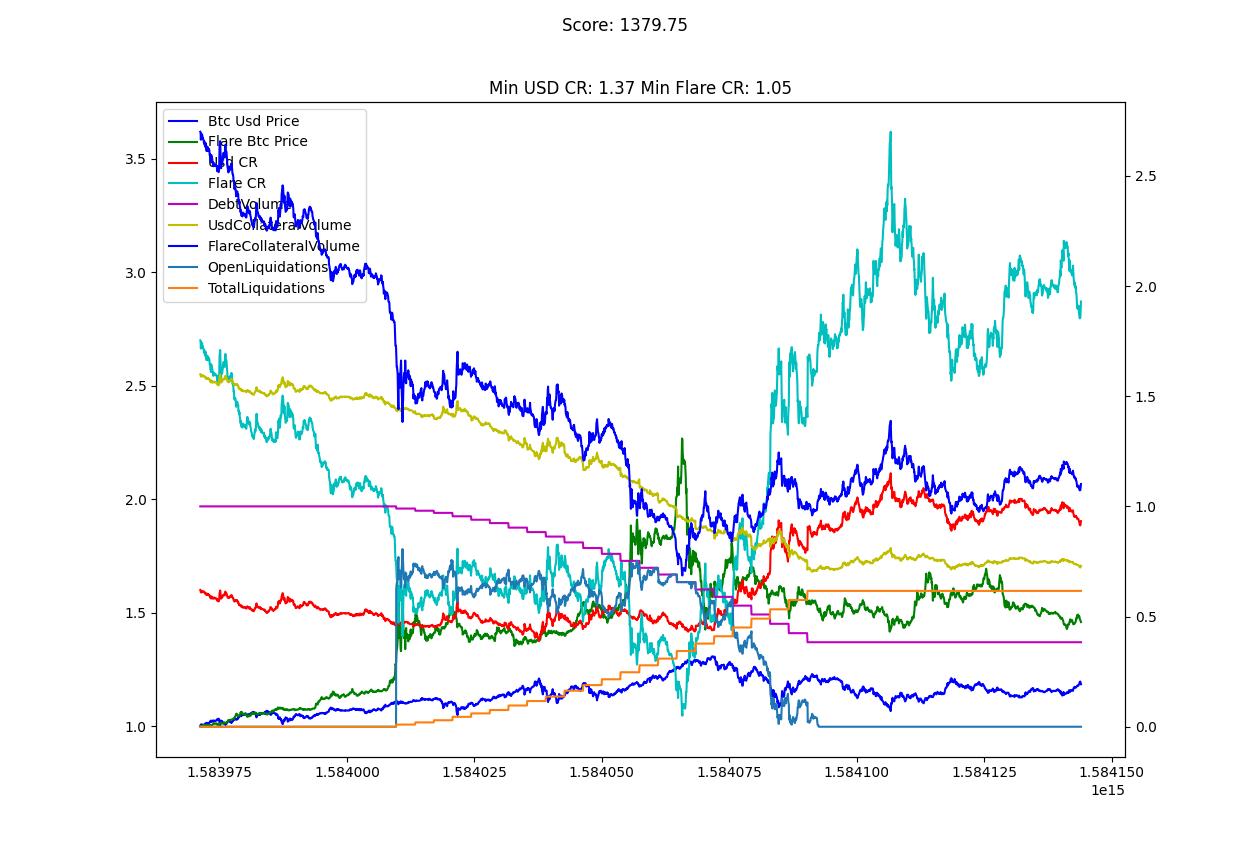 Score: 1379.75
Min USD CR: 1.37 Min Flare CR: 1.05
Btc Usd Price
Flare Btc Price
Usd CR
Flare CR
DebtVolume
UsdCollateralVolume
FlareCollateralVolume
OpenLiquidations
TotalLiquidations
3.5
3.0
2.5
2.0
1.5
1.0
2.5
2.0
1.5
1.0
0.5
0.0
1.583975 1.584000 1.584025 1.584050 1.584075 1.584100 1.584125 1.584150
1e15